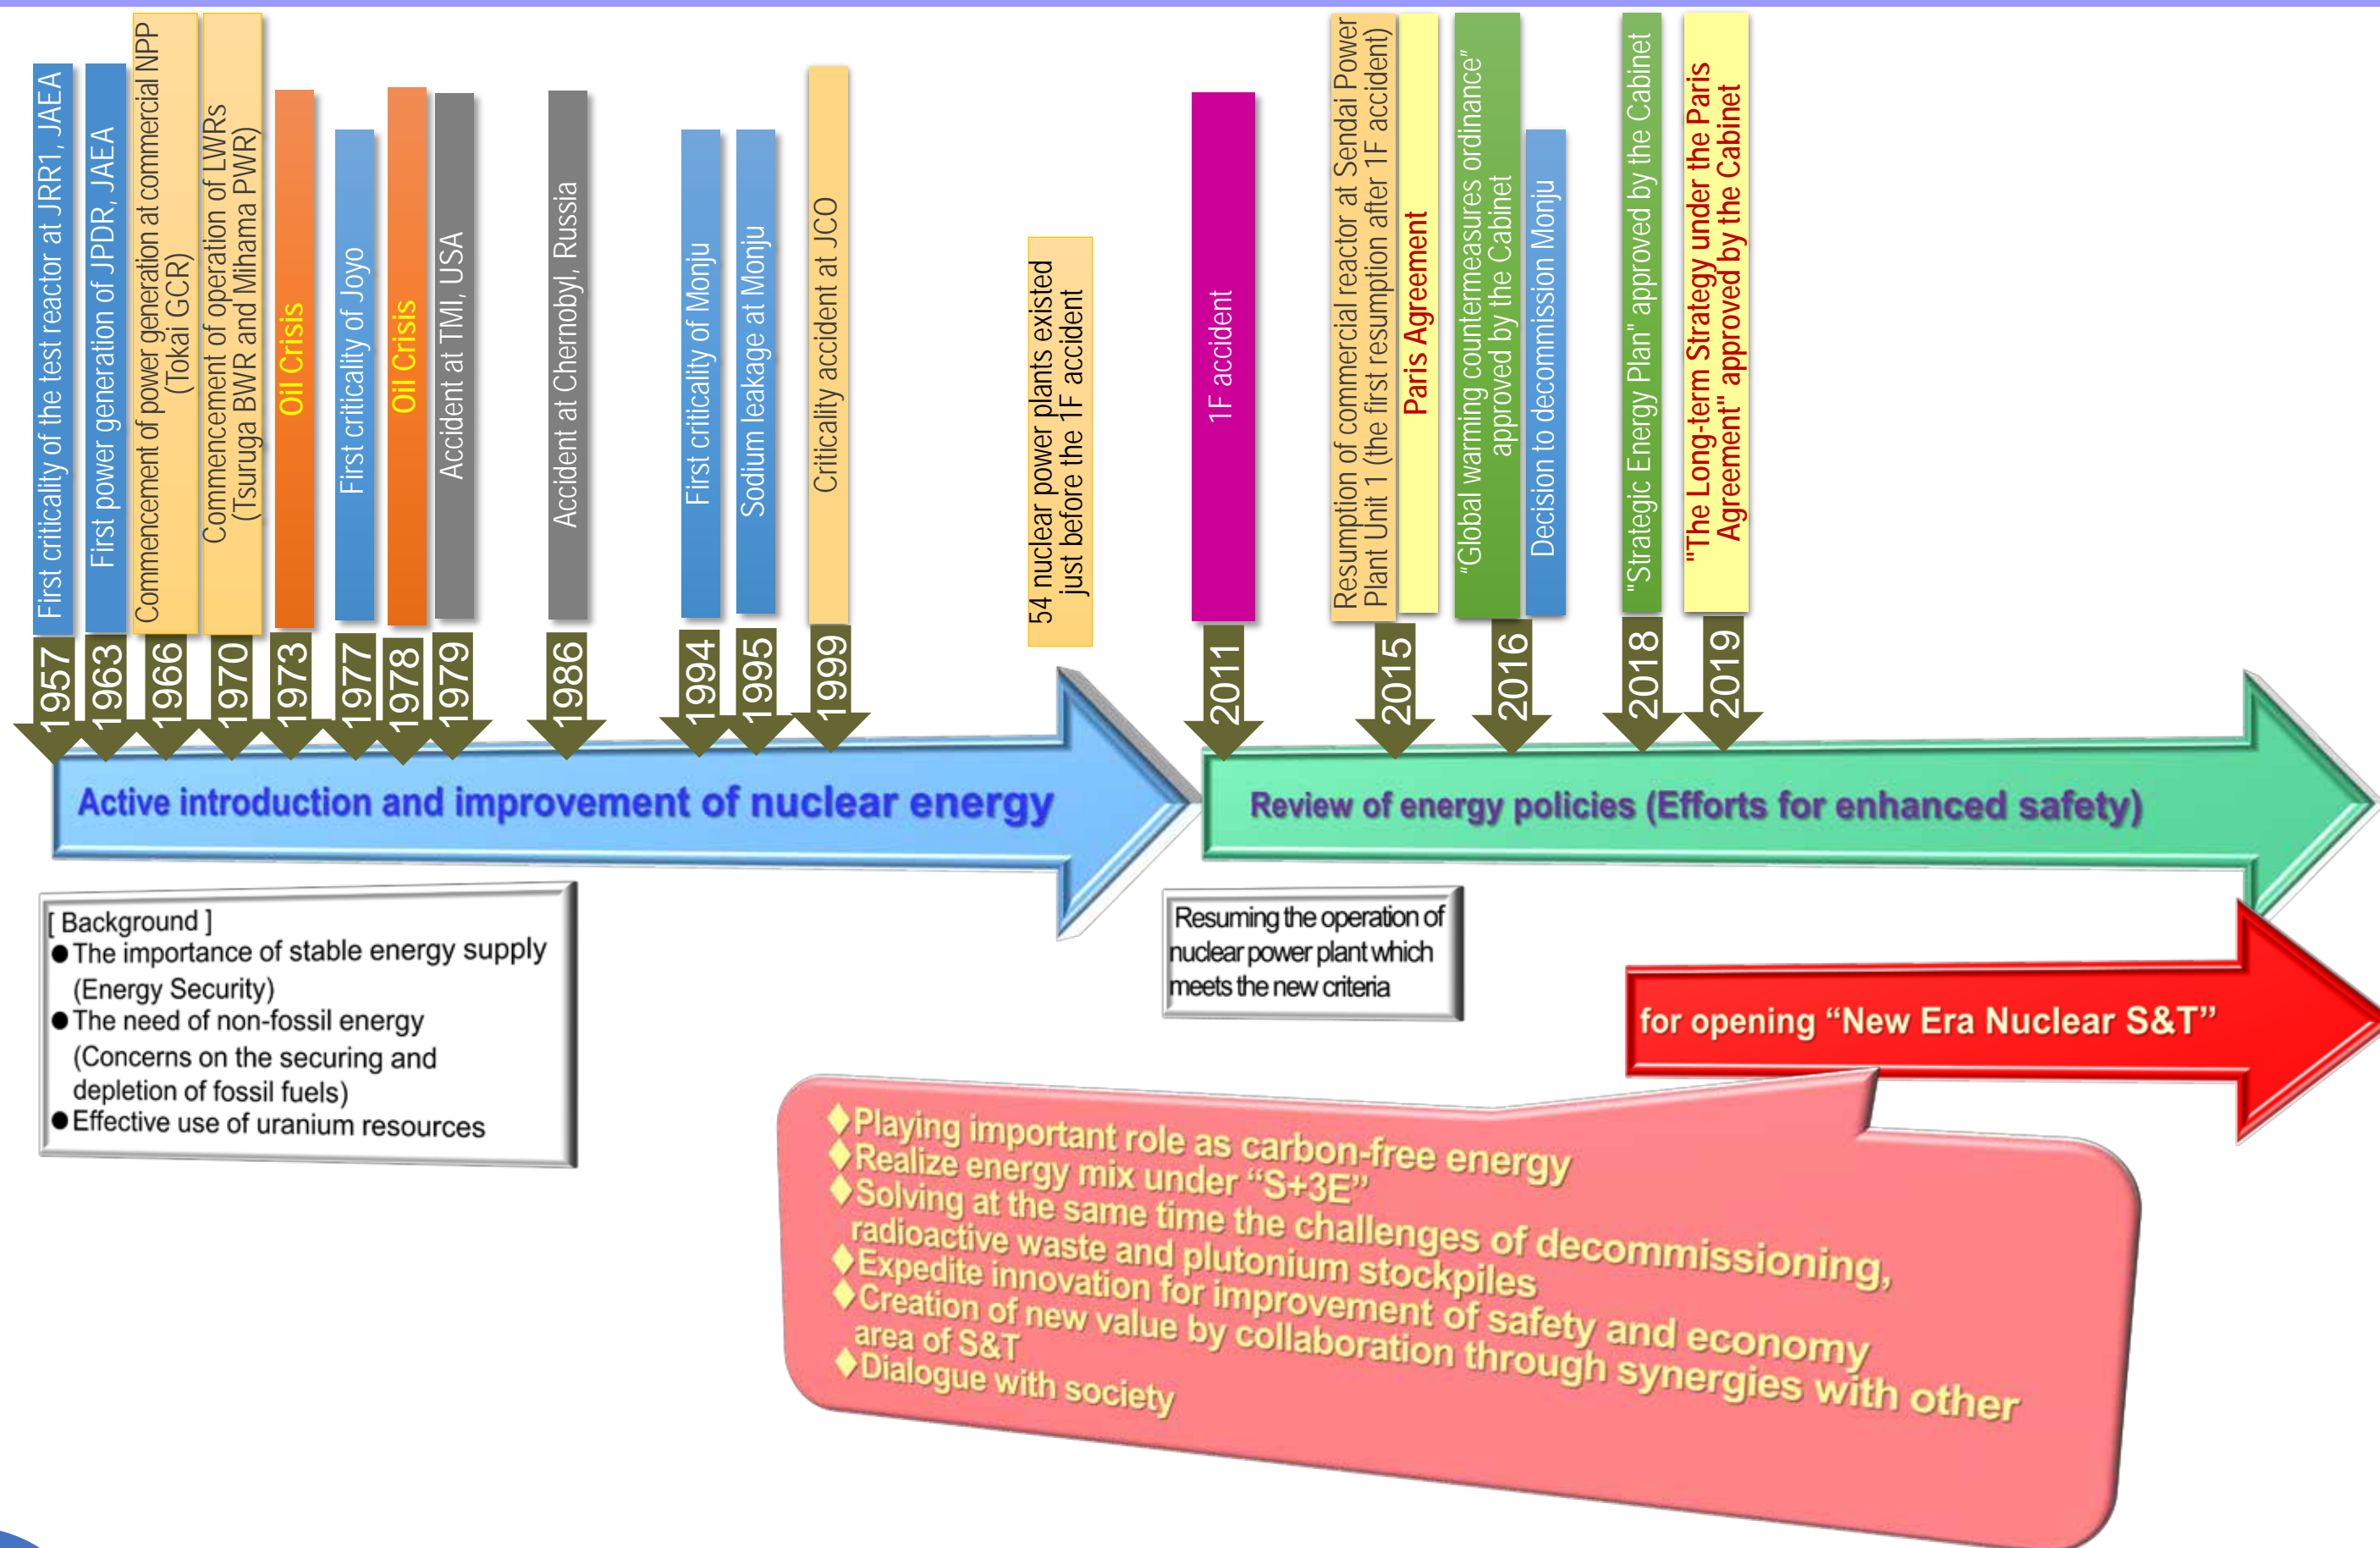 First criticality of the test reactor at JRR1, JAEA
First power generation of JPDR, JAEA
Commencement of power generation at commercial NPP
(Tokai GCR)
Commencement of operation of LWRs
(Tsuruga BWR and Mihama PWR)
Oil Crisis
First criticality of Joyo
Oil Crisis
Accident at TMI, USA
Accident at Chernobyl, Russia
First criticality of Monju
Sodium leakage at Monju
Criticality accident at JCO
54 nuclear power plants existed
just before the 1F accident
1F accident
Resumption of commercial reactor at Sendai Power
Plant Unit 1 (the first resumption after 1F accident)
Paris Agreement
“Global warming countermeasures ordinance”
approved by the Cabinet
Decision to decommission Monju
"Strategic Energy Plan" approved by the Cabinet
"The Long-term Strategy under the Paris
Agreement" approved by the Cabinet
1957
1963
1966
1970
1973
1977
1978
1979
1986
1994
1995
1999
2011
2015
2016
2018
2019
Active introduction and improvement of nuclear energy
Review of energy policies (Efforts for enhanced safety)
[ Background ]
●The importance of stable energy supply
(Energy Security)
●The need of non-fossil energy
(Concerns on the securing and
depletion of fossil fuels)
●Effective use of uranium resources
Resuming the operation of
nuclear power plant which
meets the new criteria
for opening “New Era Nuclear S&T”
◆Playing important role as carbon-free energy
◆Realize energy mix under “S+3E”
◆Solving at the same time the challenges of decommissioning,
radioactive waste and plutonium stockpiles
◆Expedite innovation for improvement of safety and economy
◆Creation of new value by collaboration through synergies with other
area of S&T
◆Dialogue with society